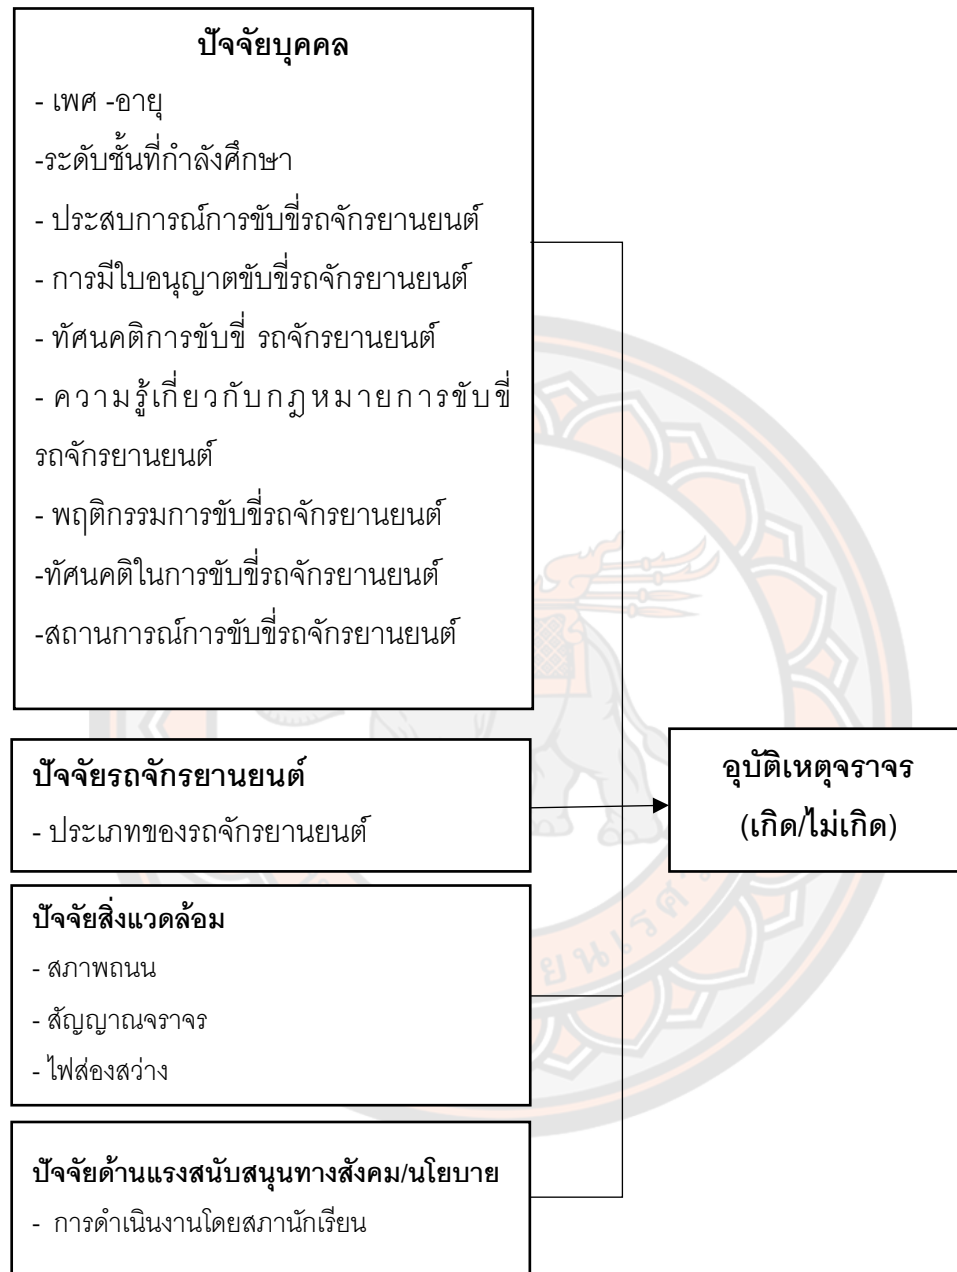 ปัจจัยบุคคล
- เพศ -อายุ
-ระดับชั้นที่กำลังศึกษา
- ประสบการณ์การขับขี่รถจักรยานยนต์
- การมีใบอนุญาตขับขี่รถจักรยานยนต์
- ทัศนคติการขับขี่ รถจักรยานยนต์
- ความรู้เกี่ยวกับกฎหมายการขับขี่
รถจักรยานยนต์
- พฤติกรรมการขับขี่รถจักรยานยนต์
-ทัศนคติในการขับขี่รถจักรยานยนต์
-สถานการณ์การขับขี่รถจักรยานยนต์
ปัจจัยรถจักรยานยนต์
- ประเภทของรถจักรยานยนต์
อุบัติเหตุจราจร
(เกิด/ไม่เกิด)
ปัจจัยสิ่งแวดล้อม
- สภาพถนน
- สัญญาณจราจร
- ไฟส่องสว่าง
ปัจจัยด้านแรงสนับสนุนทางสังคม/นโยบาย
- การดำเนินงานโดยสภานักเรียน